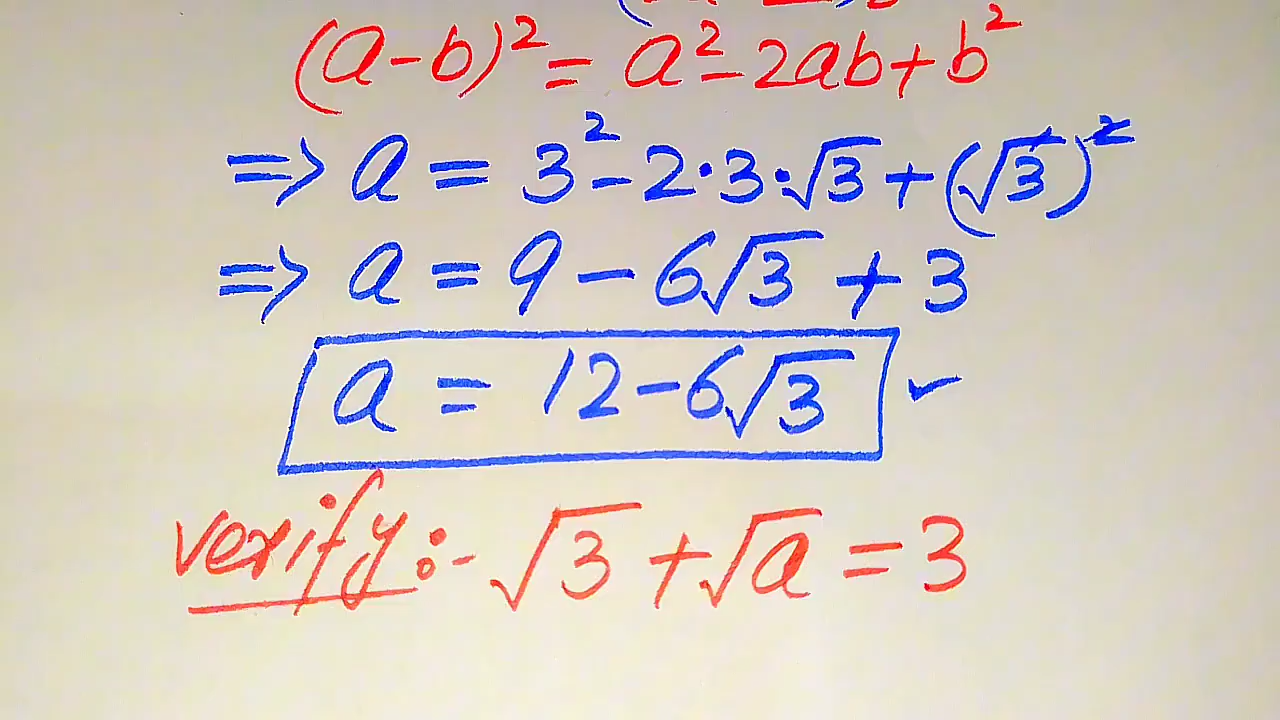 (a-b)² = a²-2ab+b²
=> a = 3²-2·3·√3+(√3)²
=> a = 9-6√3+3
a = 12-6√3 ✓
verify:- √3+√a=3